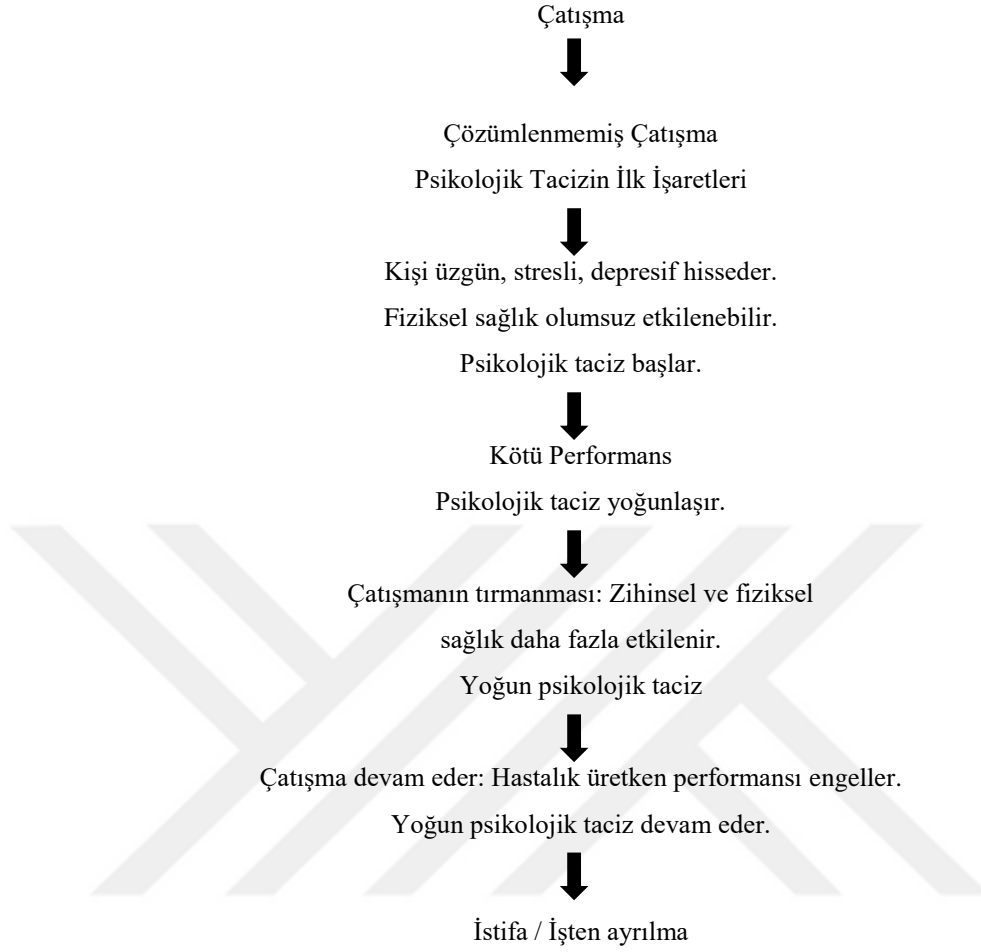 Çatışma
Çözümlenmemiş Çatışma
Psikolojik Tacizin İlk İşaretleri
Kişi üzgün, stresli, depresif hisseder.
Fiziksel sağlık olumsuz etkilenebilir.
Psikolojik taciz başlar.
Kötü Performans
Psikolojik taciz yoğunlaşır.
Çatışmanın tırmanması: Zihinsel ve fiziksel
sağlık daha fazla etkilenir.
Yoğun psikolojik taciz
Çatışma devam eder: Hastalık üretken performansı engeller.
Yoğun psikolojik taciz devam eder.
İstifa / İşten ayrılma